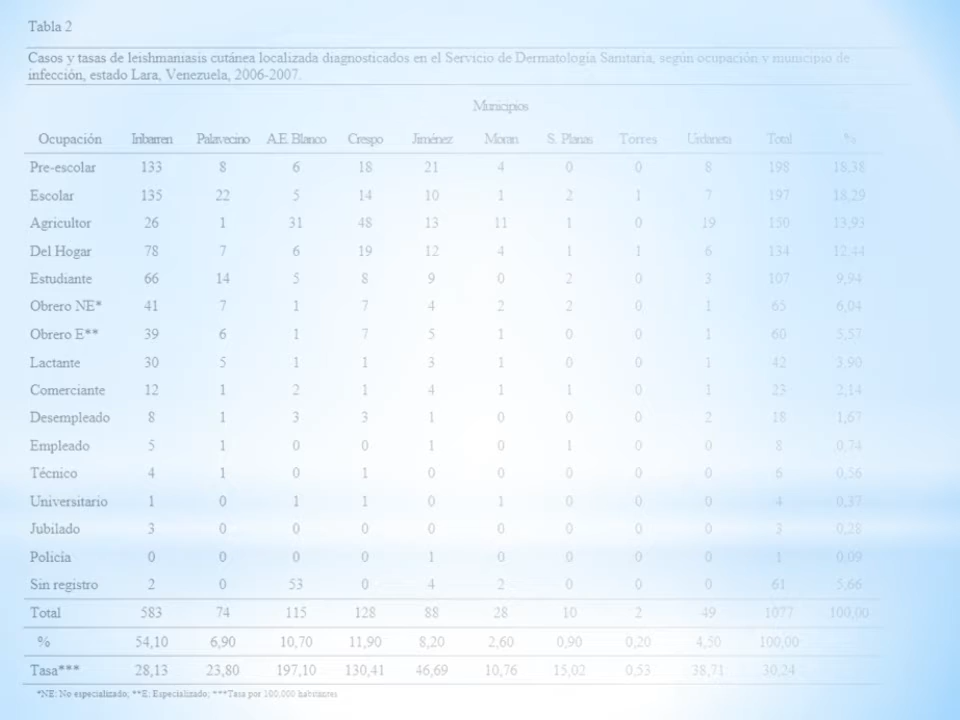 Tabla 2
Casos y tasas de leishmaniasis cutánea localizada diagnosticados en el Servicio de Dermatología Sanitaria, según ocupación y municipio de
infección, estado Lara, Venezuela, 2006-2007.
Municipios
Ocupación Iribarren Palavecino A.E. Blanco Crespo Jiménez Moran S. Planas Torres Urdaneta Total %
Pre-escolar 133 8 6 18 21 4 0 0 8 198 18,38
Escolar 135 22 5 14 10 1 2 1 7 197 18,29
Agricultor 26 1 31 48 13 11 1 0 19 150 13,93
Del Hogar 78 7 6 19 12 4 1 1 6 134 12,44
Estudiante 66 14 5 8 9 0 2 0 3 107 9,94
Obrero NE* 41 7 1 7 4 2 2 0 1 65 6,04
Obrero E** 39 6 1 7 5 1 0 0 1 60 5,57
Lactante 30 5 1 1 3 1 0 0 1 42 3,90
Comerciante 12 1 2 1 4 1 1 0 1 23 2,14
Desempleado 8 1 3 3 1 0 0 0 2 18 1,67
Empleado 5 1 0 0 1 0 1 0 0 8 0,74
Técnico 4 1 0 1 0 0 0 0 0 6 0,56
Universitario 1 0 1 1 0 1 0 0 0 4 0,37
Jubilado 3 0 0 0 0 0 0 0 0 3 0,28
Policía 0 0 0 0 1 0 0 0 0 1 0,09
Sin registro 2 0 53 0 4 2 0 0 0 61 5,66
Total 583 74 115 128 88 28 10 2 49 1077 100,00
% 54,10 6,90 10,70 11,90 8,20 2,60 0,90 0,20 4,50 100,00
Tasa*** 28,13 23,80 197,10 130,41 46,69 10,76 15,02 0,53 38,71 30,24
*NE: No especializado; **E: Especializado; ***Tasa por 100.000 habitantes